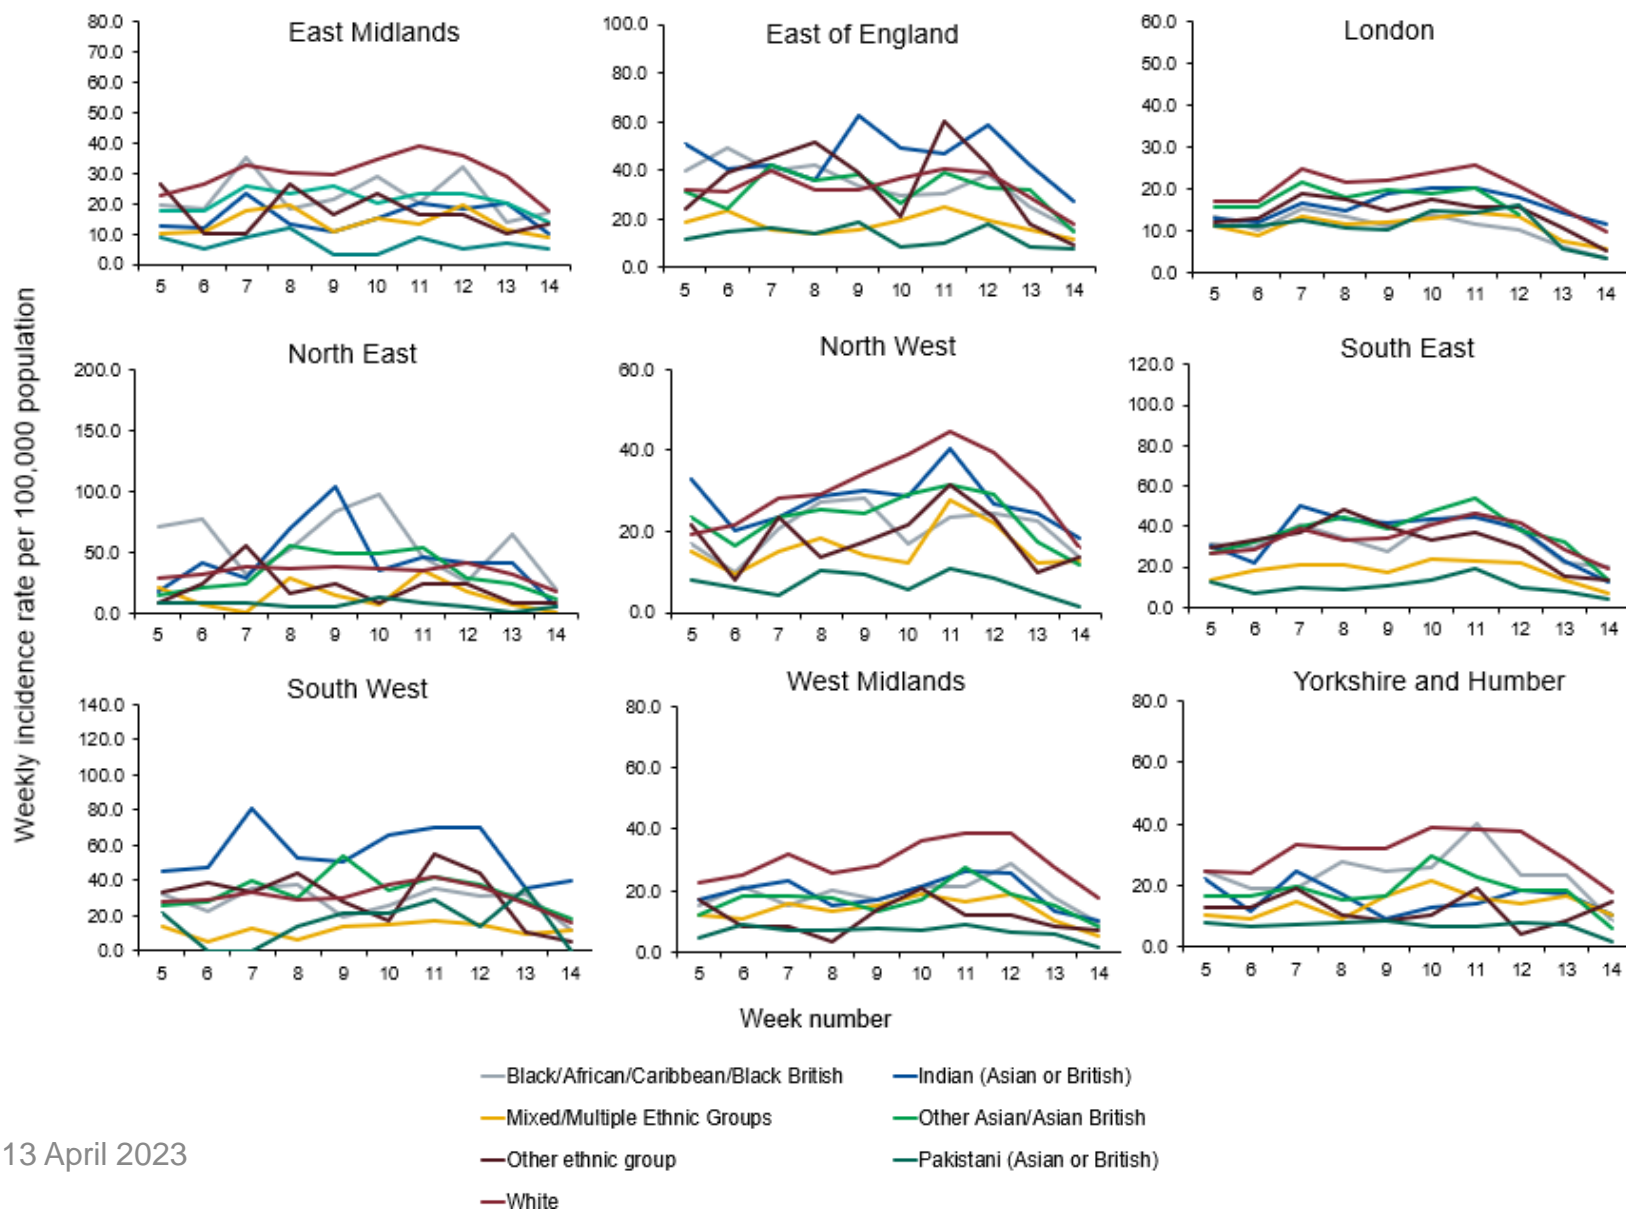 Weekly incidence rate per 100,000 population
East Midlands
80.0
70.0
60.0
50.0
40.0
30.0
20.0
10.0
0.0
5 6 7 8 9 10 11 12 13 14
East of England
100.0
80.0
60.0
40.0
20.0
0.0
5 6 7 8 9 10 11 12 13 14
London
60.0
50.0
40.0
30.0
20.0
10.0
0.0
5 6 7 8 9 10 11 12 13 14
North East
200.0
150.0
100.0
50.0
0.0
5 6 7 8 9 10 11 12 13 14
North West
60.0
40.0
20.0
0.0
5 6 7 8 9 10 11 12 13 14
South East
120.0
100.0
80.0
60.0
40.0
20.0
0.0
5 6 7 8 9 10 11 12 13 14
South West
140.0
120.0
100.0
80.0
60.0
40.0
20.0
0.0
5 6 7 8 9 10 11 12 13 14
West Midlands
80.0
60.0
40.0
20.0
0.0
5 6 7 8 9 10 11 12 13 14
Yorkshire and Humber
80.0
60.0
40.0
20.0
0.0
5 6 7 8 9 10 11 12 13 14
Week number
Black/African/Caribbean/Black British
Indian (Asian or British)
Mixed/Multiple Ethnic Groups
Other Asian/Asian British
Other ethnic group
Pakistani (Asian or British)
White
13 April 2023